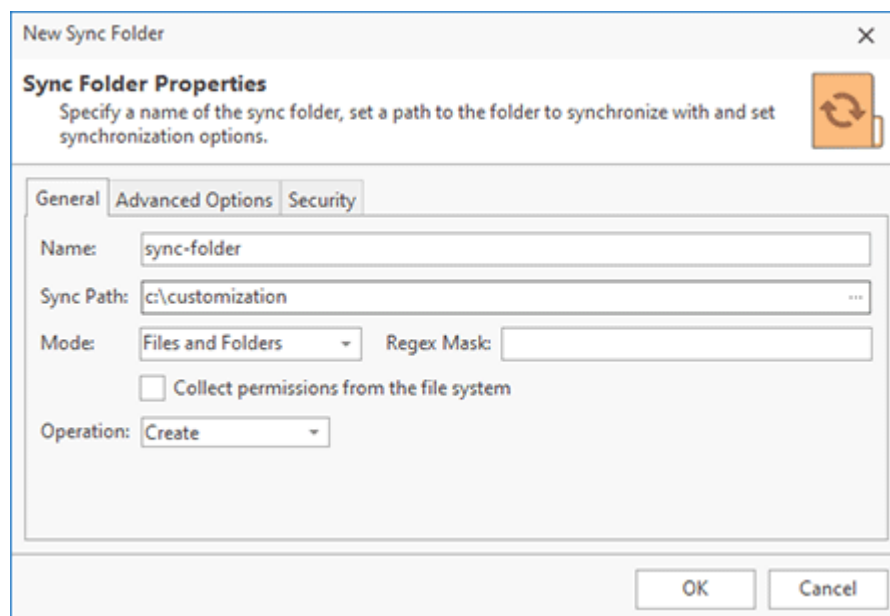 New Sync Folder
Sync Folder Properties
Specify a name of the sync folder, set a path to the folder to synchronize with and set
synchronization options.
General Advanced Options Security
Name: sync-folder
Sync Path: c:\customization ...
Mode: Files and Folders Regex Mask:
Collect permissions from the file system
Operation: Create
OK Cancel